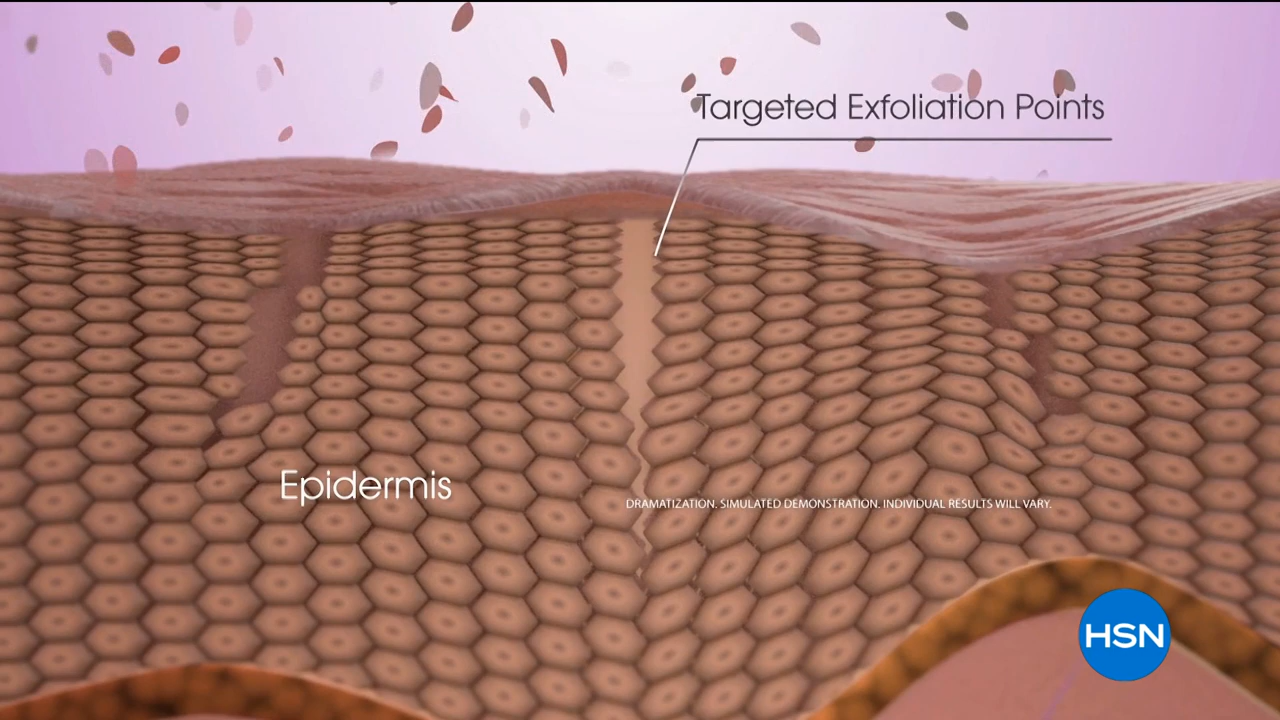 Targeted Exfoliation Points
Epidermis
DRAMATIZATION. SIMULATED DEMONSTRATION. INDIVIDUAL RESULTS WILL VARY.
HSN